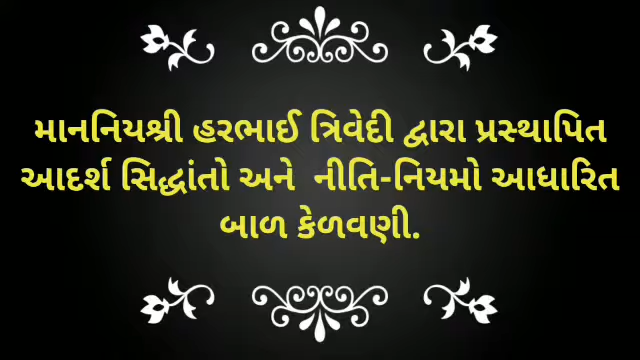 માનનિયશ્રી હરભાઈ ત્રિવેદી દ્વારા પ્રસ્થાપિત
આદર્શ સિદ્ધાંતો અને નીતિ-નિયમો આધારિત
બાળ કેળવણી.